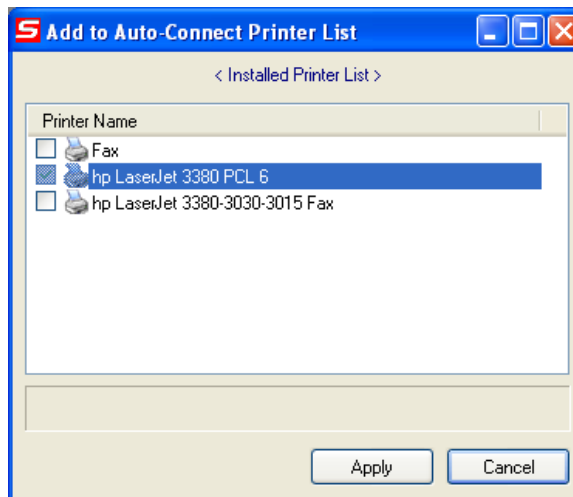 S Add to Auto-Connect Printer List
< Installed Printer List >
Printer Name
Fax
hp LaserJet 3380 PCL 6
hp LaserJet 3380-3030-3015 Fax
Apply Cancel